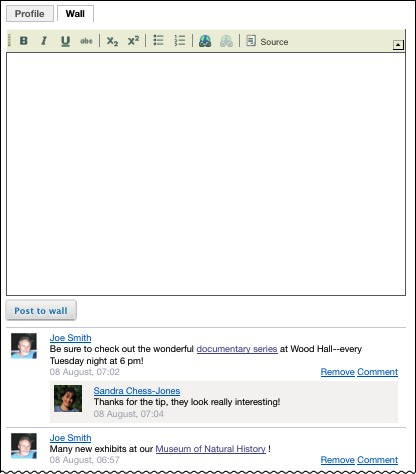 Profile Wall
B I U abc X2 X2 Source
Post to wall
Joe Smith
Be sure to check out the wonderful documentary series at Wood Hall--every
Tuesday night at 6 pm!
08 August, 07:02 Remove Comment
Sandra Chess-Jones
Thanks for the tip, they look really interesting!
08 August, 07:04
Joe Smith
Many new exhibits at our Museum of Natural History !
08 August, 06:57 Remove Comment